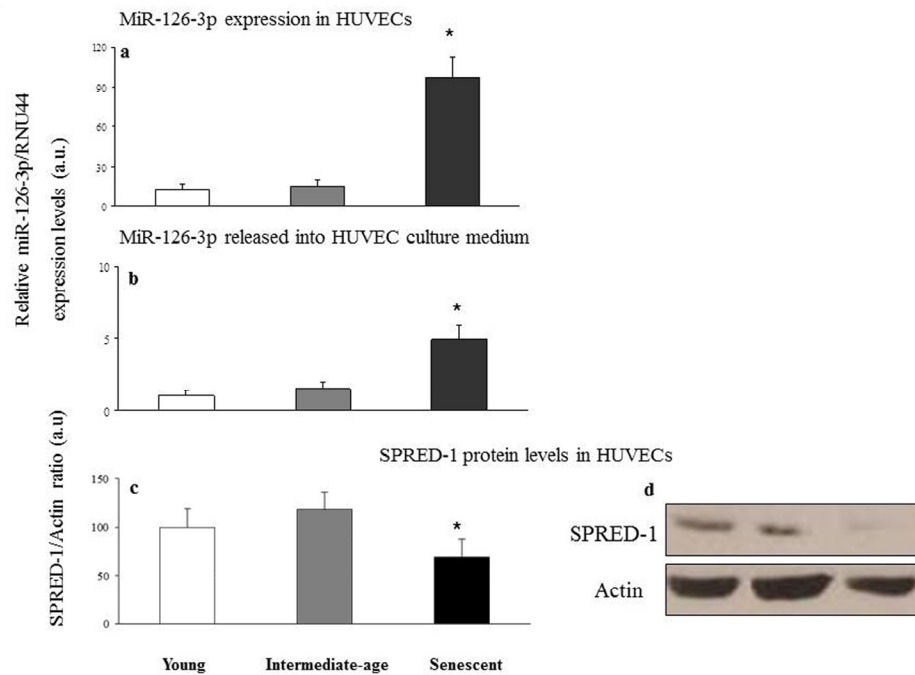 MiR-126-3p expression in HUVECs
a
*
120
90
60
30
0
Relative miR-126-3p/RNU44
expression levels (a.u.)
MiR-126-3p released into HUVEC culture medium
b
*
10
5
0
SPRED-1 protein levels in HUVECs
SPRED-1/Actin ratio (a.u)
c
*
150
100
50
0
Young Intermediate-age Senescent
d
SPRED-1
Actin